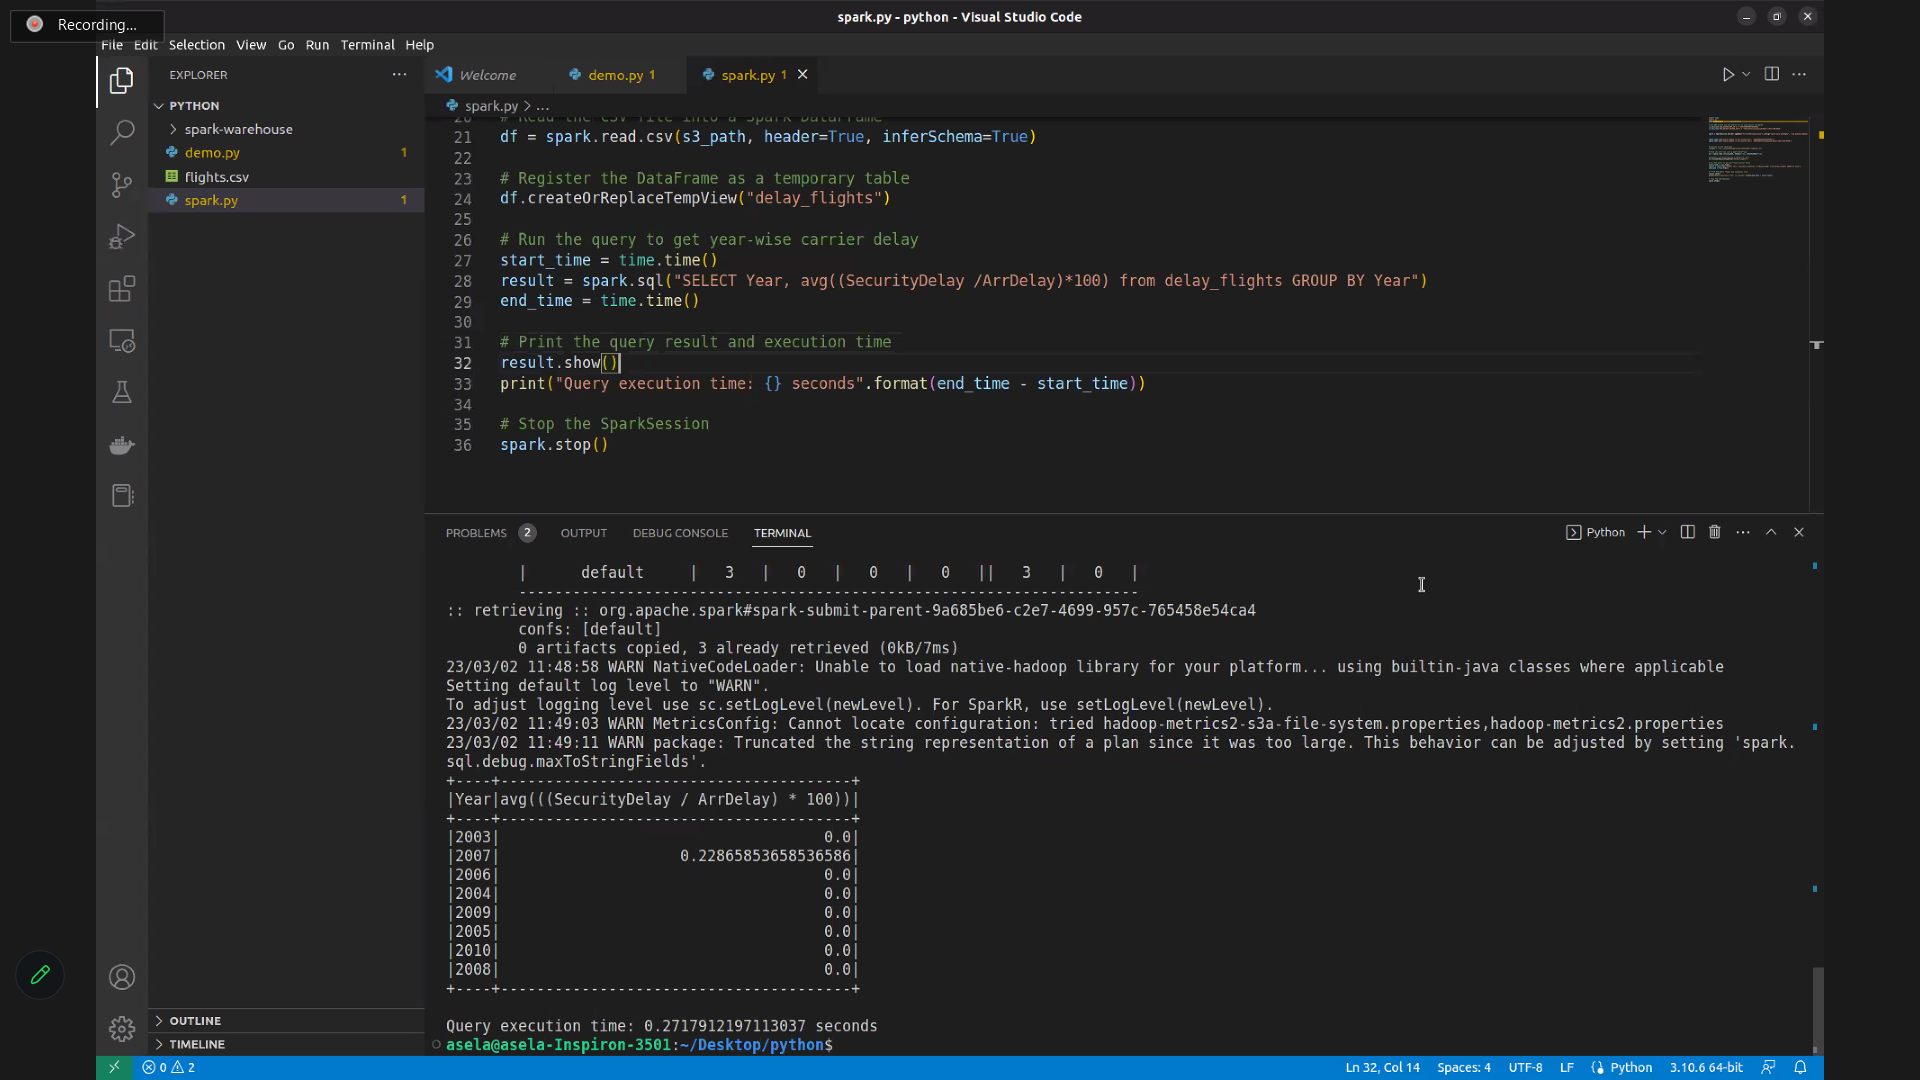 Recording...
spark.py - python - Visual Studio Code
File Edit Selection View Go Run Terminal Help
EXPLORER
Welcome
demo.py 1
spark.py 1
PYTHON
spark-warehouse
demo.py 1
flights.csv
spark.py 1
OUTLINE
TIMELINE
spark.py > ...
20 # Read the CSV file into a Spark DataFrame
21 df = spark.read.csv(s3_path, header=True, inferSchema=True)
22
23 # Register the DataFrame as a temporary table
24 df.createOrReplaceTempView("delay_flights")
25
26 # Run the query to get year-wise carrier delay
27 start_time = time.time()
28 result = spark.sql("SELECT Year, avg((SecurityDelay /ArrDelay)*100) from delay_flights GROUP BY Year")
29 end_time = time.time()
30
31 # Print the query result and execution time
32 result.show()
33 print("Query execution time: {} seconds".format(end_time - start_time))
34
35 # Stop the SparkSession
36 spark.stop()
PROBLEMS 2 OUTPUT DEBUG CONSOLE TERMINAL
Python
| default | 3 | 0 | 0 | 0 || 3 | 0 |
---------------------------------------------------------------------
:: retrieving :: org.apache.spark#spark-submit-parent-9a685be6-c2e7-4699-957c-765458e54ca4
confs: [default]
0 artifacts copied, 3 already retrieved (0kB/7ms)
23/03/02 11:48:58 WARN NativeCodeLoader: Unable to load native-hadoop library for your platform... using builtin-java classes where applicable
Setting default log level to "WARN".
To adjust logging level use sc.setLogLevel(newLevel). For SparkR, use setLogLevel(newLevel).
23/03/02 11:49:03 WARN MetricsConfig: Cannot locate configuration: tried hadoop-metrics2-s3a-file-system.properties,hadoop-metrics2.properties
23/03/02 11:49:11 WARN package: Truncated the string representation of a plan since it was too large. This behavior can be adjusted by setting 'spark.
sql.debug.maxToStringFields'.
+----+---------------------------------------+
|Year|avg(((SecurityDelay / ArrDelay) * 100))|
+----+---------------------------------------+
|2003| 0.0|
|2007| 0.22865853658536586|
|2006| 0.0|
|2004| 0.0|
|2009| 0.0|
|2005| 0.0|
|2010| 0.0|
|2008| 0.0|
+----+---------------------------------------+
Query execution time: 0.2717912197113037 seconds
asela@asela-Inspiron-3501:~/Desktop/python$
0 2
Ln 32, Col 14 Spaces: 4 UTF-8 LF Python 3.10.6 64-bit